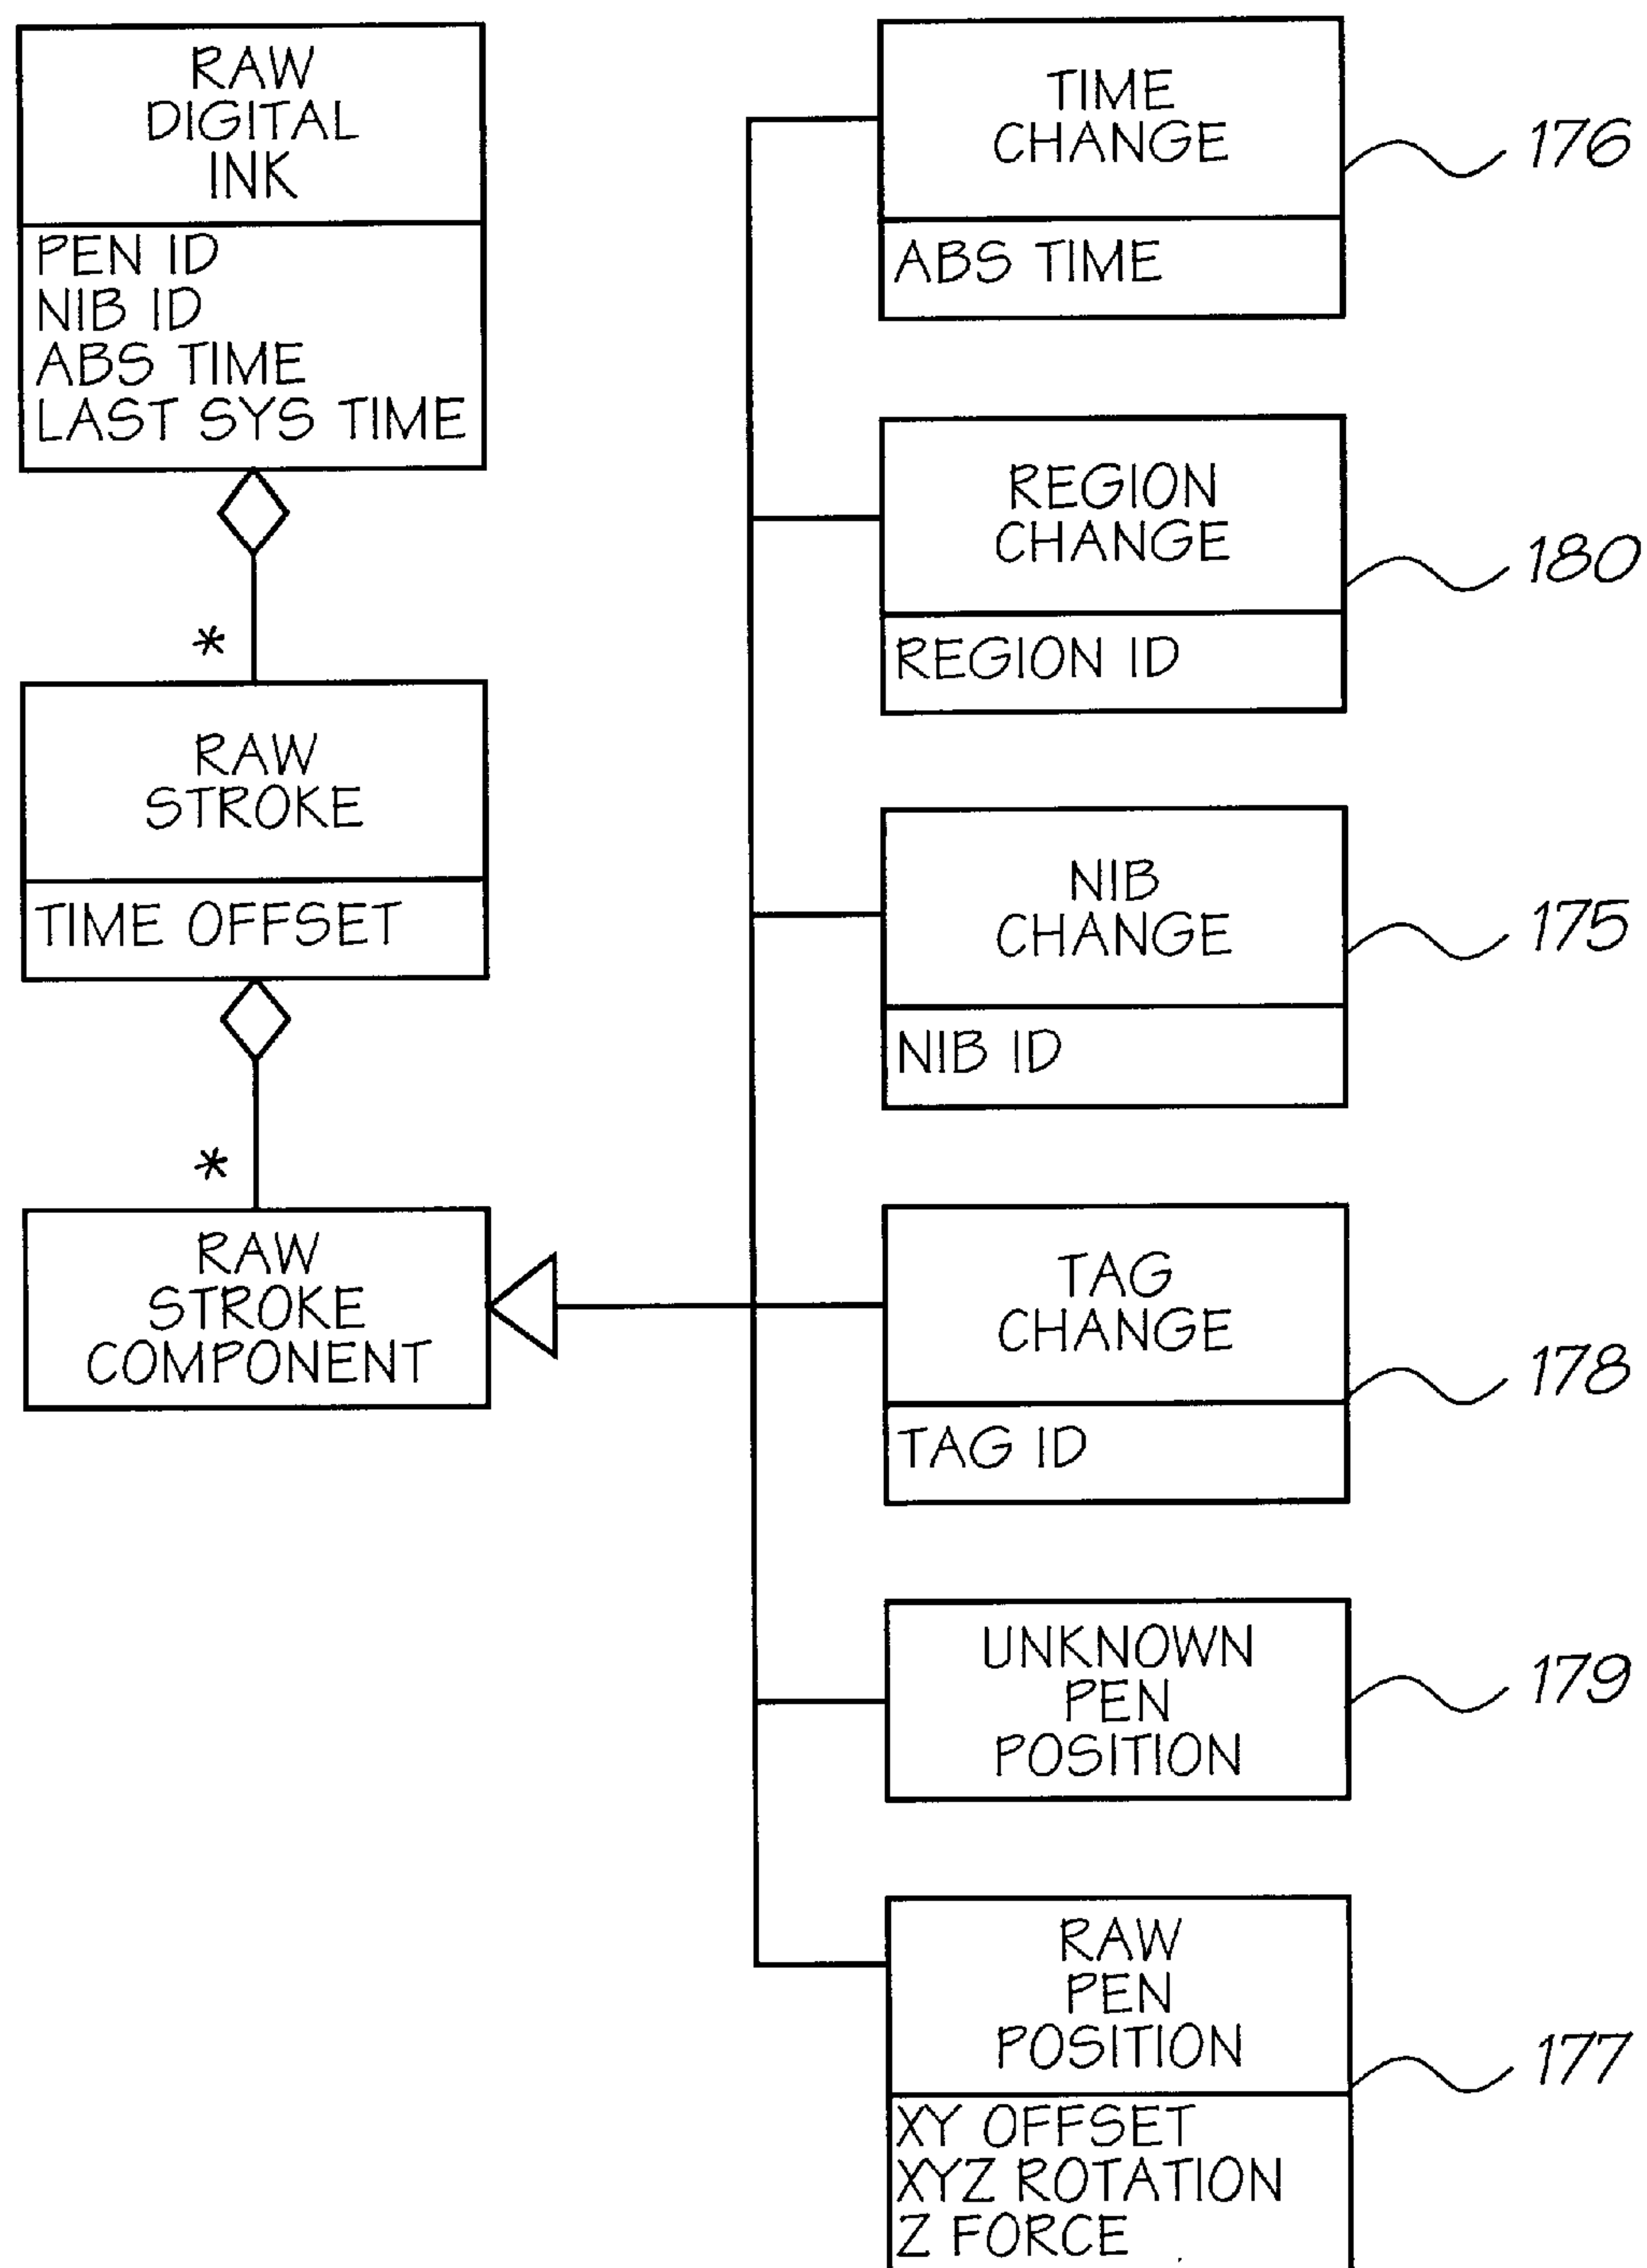 RAW
DIGITAL
INK
PEN ID
NIB ID
ABS TIME
LAST SYS TIME
*
RAW
STROKE
TIME OFFSET
*
RAW
STROKE
COMPONENT
TIME
CHANGE
ABS TIME
176
REGION
CHANGE
REGION ID
180
NIB
CHANGE
NIB ID
175
TAG
CHANGE
TAG ID
178
UNKNOWN
PEN
POSITION
179
RAW
PEN
POSITION
177
XY OFFSET
XYZ ROTATION
Z FORCE